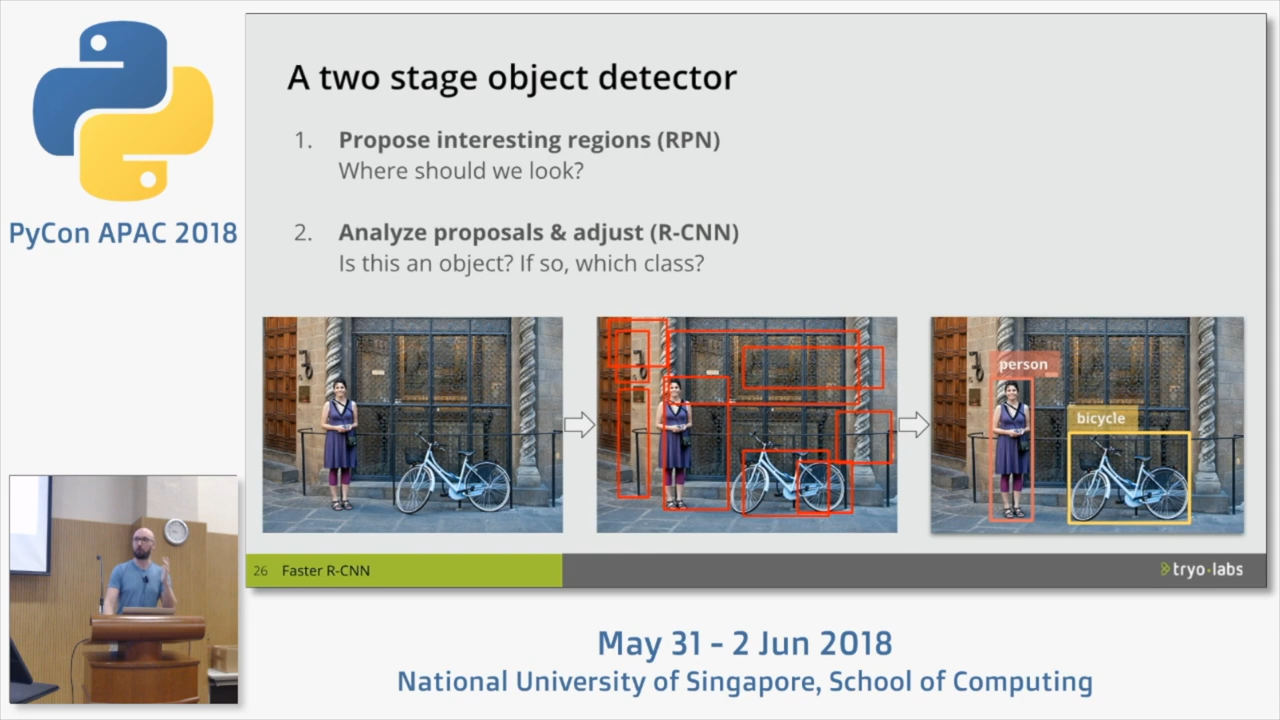 PyCon APAC 2018
A two stage object detector
1. Propose interesting regions (RPN)
Where should we look?
2. Analyze proposals & adjust (R-CNN)
Is this an object? If so, which class?
person
bicycle
26 Faster R-CNN
tryo·labs
May 31 - 2 Jun 2018
National University of Singapore, School of Computing